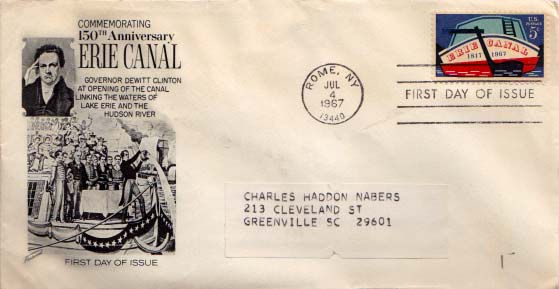 COMMEMORATING
150TH Anniversary
ERIE CANAL
GOVERNOR DEWITT CLINTON
AT OPENING OF THE CANAL
LINKING THE WATERS OF
LAKE ERIE AND THE
HUDSON RIVER
FIRST DAY OF ISSUE
ROME, NY
JUL
4
1967
13440
U.S.
POSTAGE
5¢
ERIE CANAL
1817 1967
FIRST DAY OF ISSUE
CHARLES HADDON NABERS
213 CLEVELAND ST
GREENVILLE SC 29601